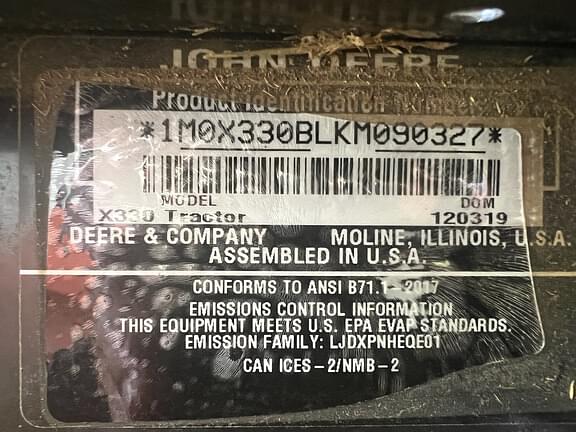 JOHN DEERE
Product Identification Number
*1M0X330BLKM090327*
MODEL DOM
X330 Tractor 120319
DEERE & COMPANY MOLINE, ILLINOIS, U.S.A.
ASSEMBLED IN U.S.A.
CONFORMS TO ANSI B71.1-2017
EMISSIONS CONTROL INFORMATION
THIS EQUIPMENT MEETS U.S. EPA EVAP STANDARDS.
EMISSION FAMILY: LJDXPNHEQE01
CAN ICES-2/NMB-2